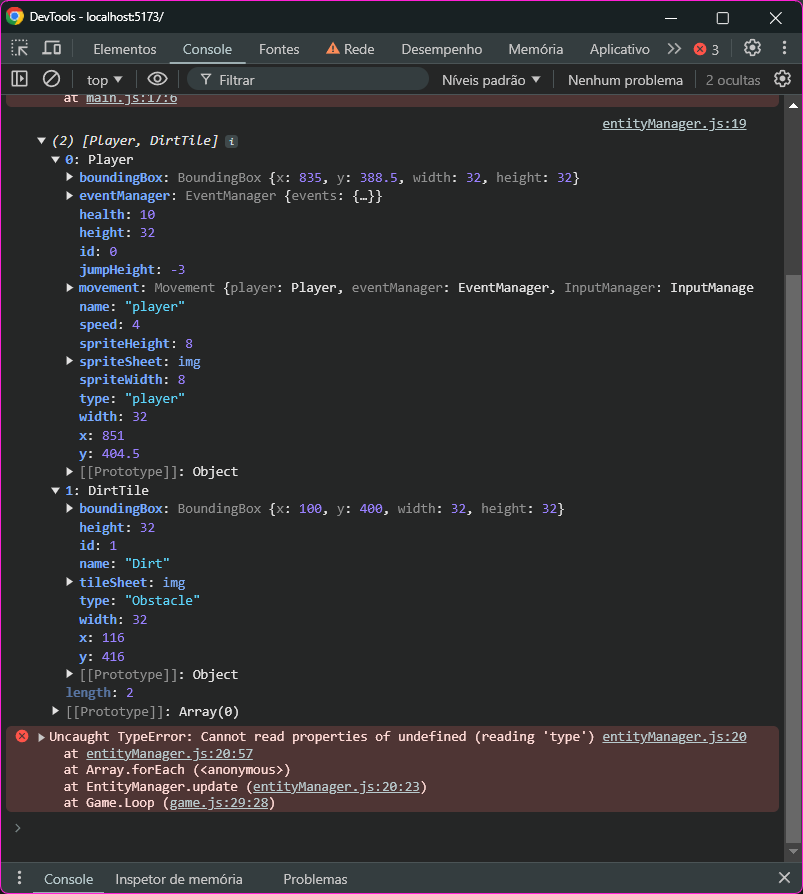 DevTools - localhost:5173/
Elementos Console Fontes Rede Desempenho Memória Aplicativo 3
top Filtrar Níveis padrão Nenhum problema 2 ocultas
at main.js:17:6
entityManager.js:19
(2) [Player, DirtTile] i
0: Player
boundingBox: BoundingBox {x: 835, y: 388.5, width: 32, height: 32}
eventManager: EventManager {events: {…}}
health: 10
height: 32
id: 0
jumpHeight: -3
movement: Movement {player: Player, eventManager: EventManager, InputManager: InputManage
name: "player"
speed: 4
spriteHeight: 8
spriteSheet: img
spriteWidth: 8
type: "player"
width: 32
x: 851
y: 404.5
[[Prototype]]: Object
1: DirtTile
boundingBox: BoundingBox {x: 100, y: 400, width: 32, height: 32}
height: 32
id: 1
name: "Dirt"
tileSheet: img
type: "Obstacle"
width: 32
x: 116
y: 416
[[Prototype]]: Object
length: 2
[[Prototype]]: Array(0)
Uncaught TypeError: Cannot read properties of undefined (reading 'type') entityManager.js:20
at entityManager.js:20:57
at Array.forEach (<anonymous>)
at EntityManager.update (entityManager.js:20:23)
at Game.Loop (game.js:29:28)
Console Inspetor de memória Problemas